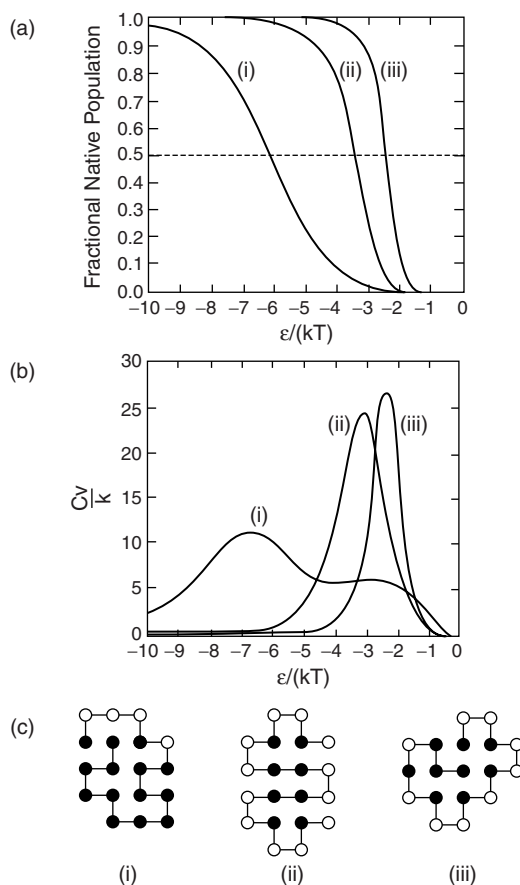 (a)
Fractional Native Population
1.0
0.9
0.8
0.7
0.6
0.5
0.4
0.3
0.2
0.1
0.0
(i)
(ii)
(iii)
−10 −9 −8 −7 −6 −5 −4 −3 −2 −1 0
ε/(kT)
(b)
Cv
k
30
25
20
15
10
5
0
(i)
(ii)
(iii)
−10 −9 −8 −7 −6 −5 −4 −3 −2 −1 0
ε/(kT)
(c)
(i) (ii) (iii)